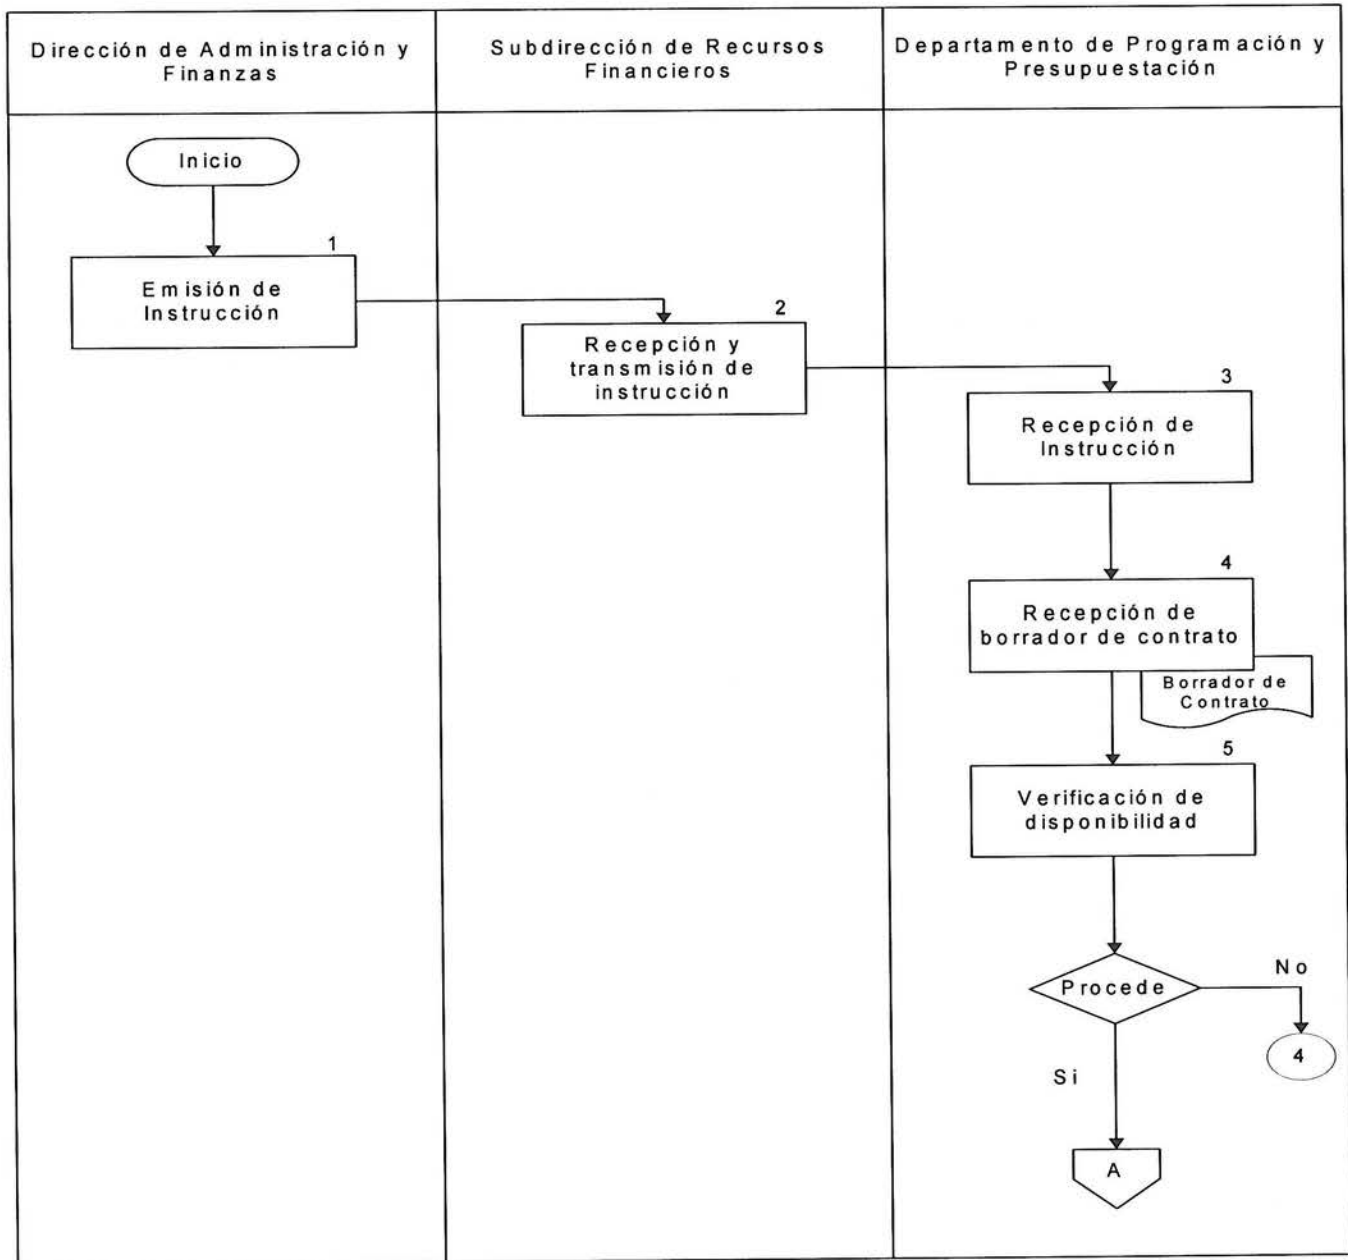 Dirección de Administración y
Finanzas
Subdirección de Recursos
Financieros
Departamento de Programación y
Presupuestación
Inicio
1
Emisión de
Instrucción
2
Recepción y
transmisión de
instrucción
3
Recepción de
Instrucción
4
Recepción de
borrador de contrato
Borrador de
Contrato
5
Verificación de
disponibilidad
Procede
No
4
Si
A